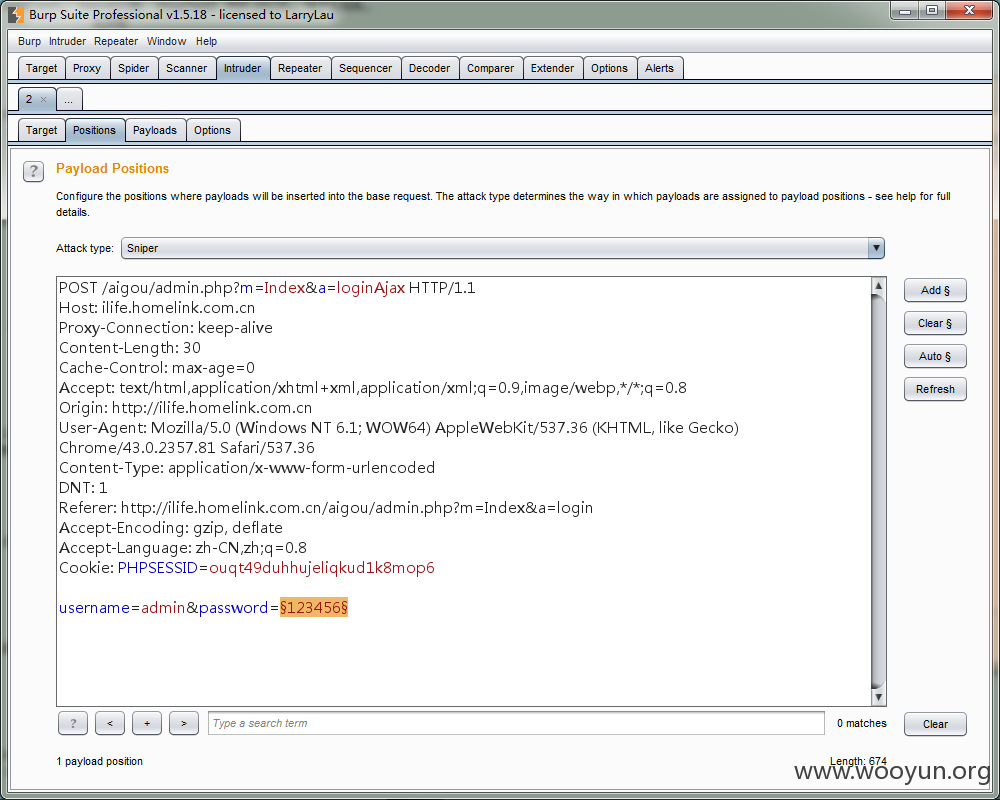 Burp Suite Professional v1.5.18 - licensed to LarryLau
Burp Intruder Repeater Window Help
Target Proxy Spider Scanner Intruder Repeater Sequencer Decoder Comparer Extender Options Alerts
2 × ...
Target Positions Payloads Options
? Payload Positions
Configure the positions where payloads will be inserted into the base request. The attack type determines the way in which payloads are assigned to payload positions - see help for full
details.
Attack type: Sniper
POST /aigou/admin.php?m=Index&a=loginAjax HTTP/1.1
Host: ilife.homelink.com.cn
Proxy-Connection: keep-alive
Content-Length: 30
Cache-Control: max-age=0
Accept: text/html,application/xhtml+xml,application/xml;q=0.9,image/webp,*/*;q=0.8
Origin: http://ilife.homelink.com.cn
User-Agent: Mozilla/5.0 (Windows NT 6.1; WOW64) AppleWebKit/537.36 (KHTML, like Gecko)
Chrome/43.0.2357.81 Safari/537.36
Content-Type: application/x-www-form-urlencoded
DNT: 1
Referer: http://ilife.homelink.com.cn/aigou/admin.php?m=Index&a=login
Accept-Encoding: gzip, deflate
Accept-Language: zh-CN,zh;q=0.8
Cookie: PHPSESSID=ouqt49duhhujeliqkud1k8mop6
username=admin&password=§123456§
Add §
Clear §
Auto §
Refresh
? < + > Type a search term 0 matches Clear
1 payload position Length: 674
www.wooyun.org